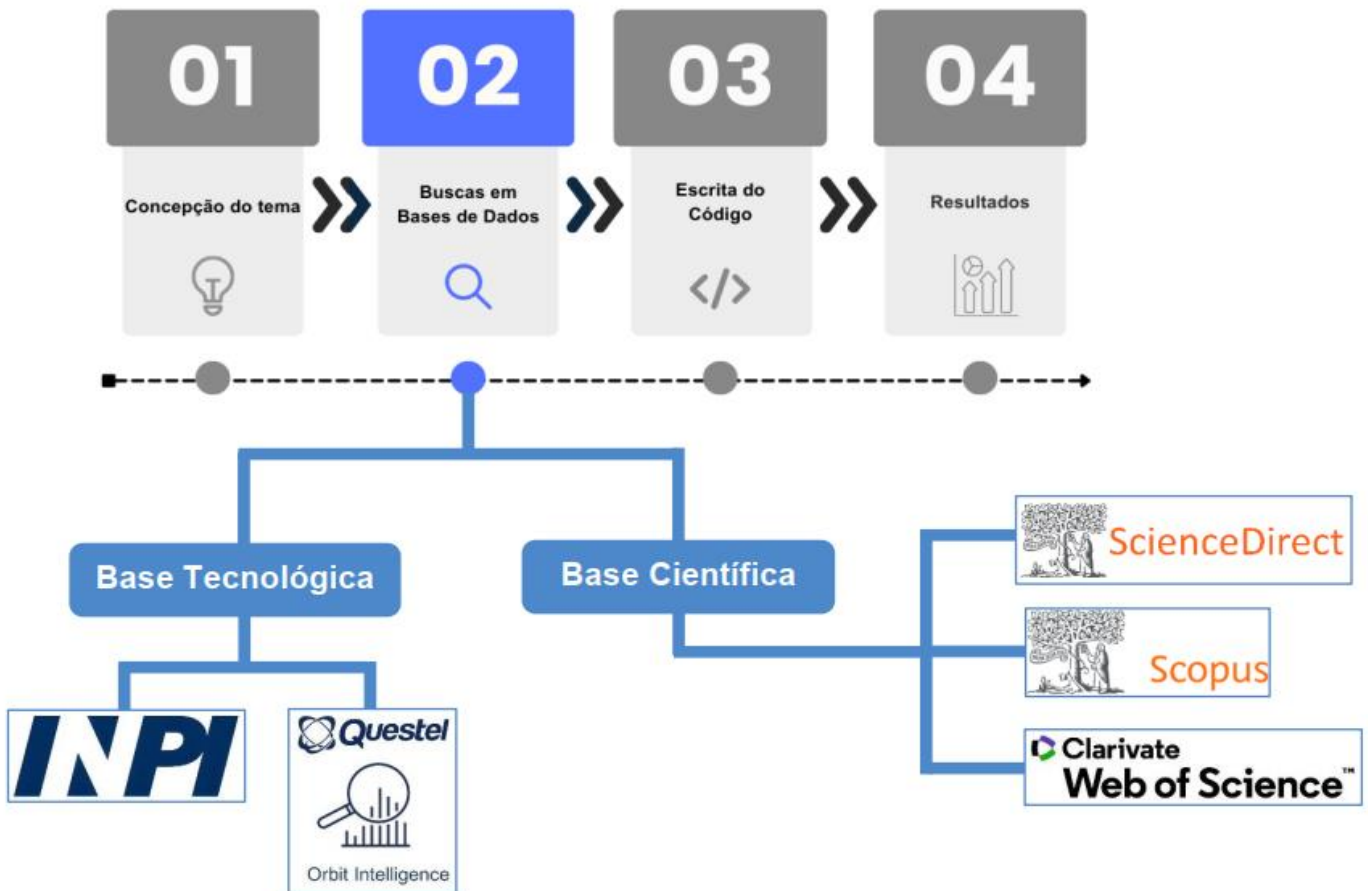 01
02
03
04
Concepção do tema
Buscas em
Bases de Dados
Escrita do
Código
</>
Resultados
Base Tecnológica
Base Científica
ScienceDirect
Scopus
Clarivate
Web of Science™
INPI
Questel
Orbit Intelligence